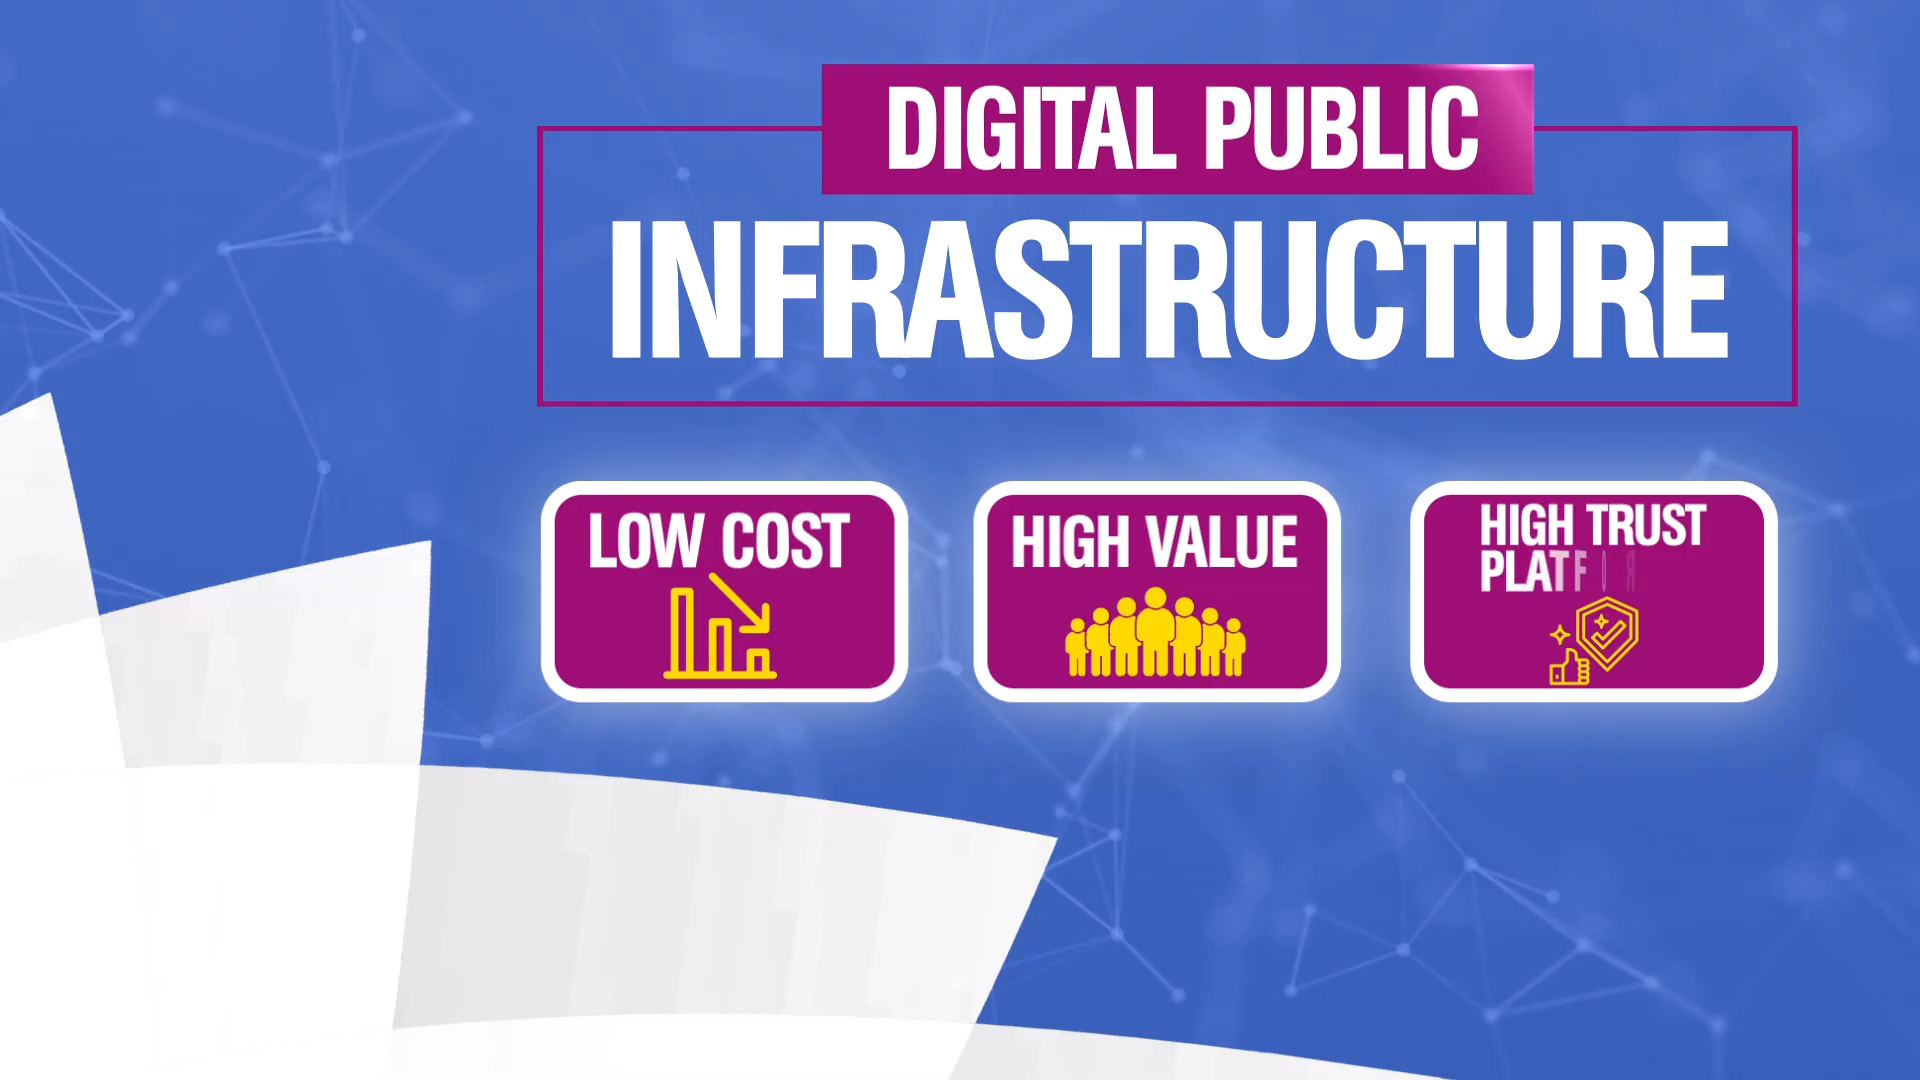 DIGITAL PUBLIC
INFRASTRUCTURE
LOW COST
HIGH VALUE
HIGH TRUST